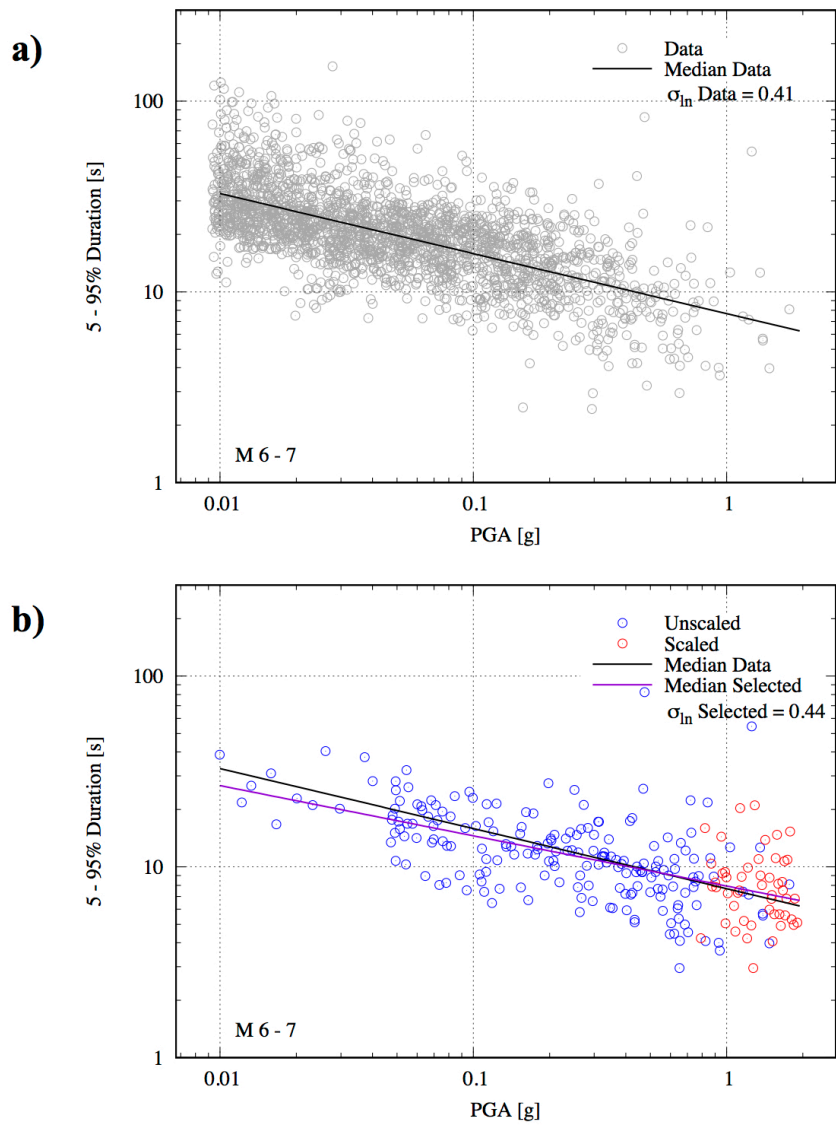 a)
Data
Median Data
σln Data = 0.41
100
10
1
5 - 95% Duration [s]
M 6 - 7
0.01
0.1
1
PGA [g]
b)
Unscaled
Scaled
Median Data
Median Selected
σln Selected = 0.44
100
10
1
5 - 95% Duration [s]
M 6 - 7
0.01
0.1
1
PGA [g]